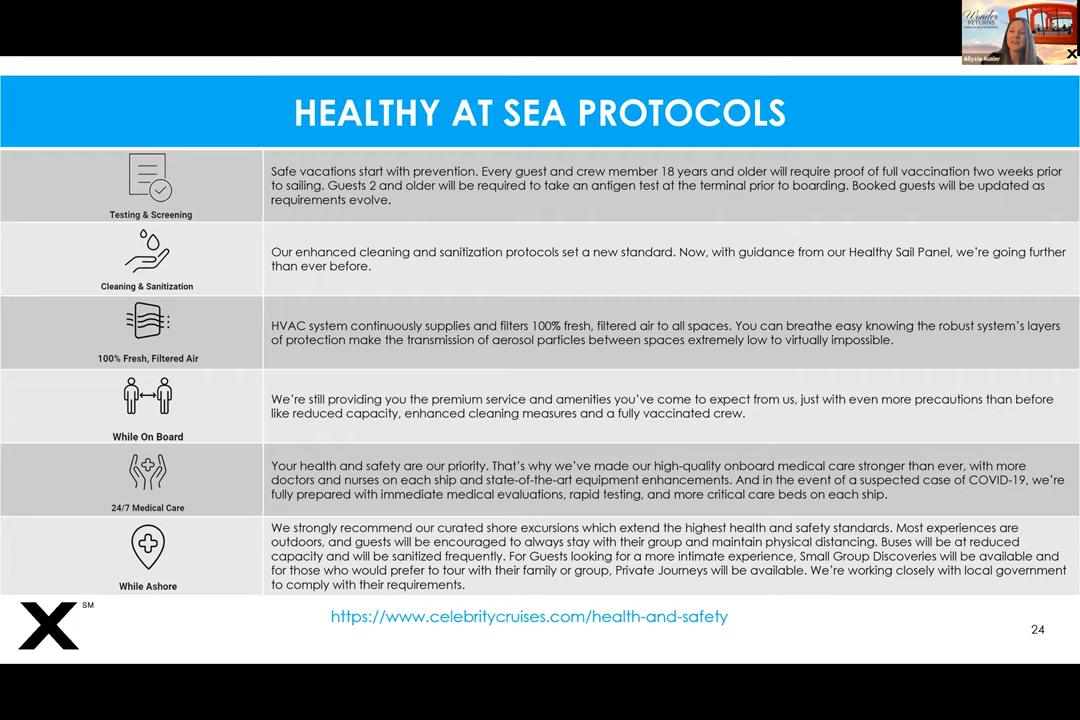 Wonder
RETURNS
Allycia Auxier
HEALTHY AT SEA PROTOCOLS
Testing & Screening
Safe vacations start with prevention. Every guest and crew member 18 years and older will require proof of full vaccination two weeks prior
to sailing. Guests 2 and older will be required to take an antigen test at the terminal prior to boarding. Booked guests will be updated as
requirements evolve.
Cleaning & Sanitization
Our enhanced cleaning and sanitization protocols set a new standard. Now, with guidance from our Healthy Sail Panel, we're going further
than ever before.
100% Fresh, Filtered Air
HVAC system continuously supplies and filters 100% fresh, filtered air to all spaces. You can breathe easy knowing the robust system's layers
of protection make the transmission of aerosol particles between spaces extremely low to virtually impossible.
While On Board
We're still providing you the premium service and amenities you've come to expect from us, just with even more precautions than before
like reduced capacity, enhanced cleaning measures and a fully vaccinated crew.
24/7 Medical Care
Your health and safety are our priority. That's why we've made our high-quality onboard medical care stronger than ever, with more
doctors and nurses on each ship and state-of-the-art equipment enhancements. And in the event of a suspected case of COVID-19, we're
fully prepared with immediate medical evaluations, rapid testing, and more critical care beds on each ship.
While Ashore
We strongly recommend our curated shore excursions which extend the highest health and safety standards. Most experiences are
outdoors, and guests will be encouraged to always stay with their group and maintain physical distancing. Buses will be at reduced
capacity and will be sanitized frequently. For Guests looking for a more intimate experience, Small Group Discoveries will be available and
for those who would prefer to tour with their family or group, Private Journeys will be available. We're working closely with local government
to comply with their requirements.
X SM
https://www.celebritycruises.com/health-and-safety
24